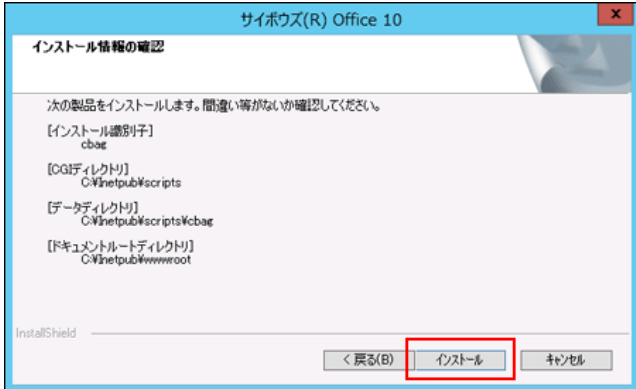 サイボウズ(R) Office 10
x
インストール情報の確認
次の製品をインストールします。間違い等がないか確認してください。
[インストール識別子]
cbag
[CGIディレクトリ]
C:¥Inetpub¥scripts
[データディレクトリ]
C:¥Inetpub¥scripts¥cbag
[ドキュメントルートディレクトリ]
C:¥Inetpub¥wwwroot
InstallShield
< 戻る(B)
インストール
キャンセル